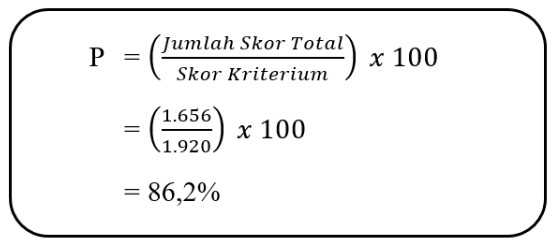 P = (Jumlah Skor Total / Skor Kriterium) x 100
= (1.656 / 1.920) x 100
= 86,2%